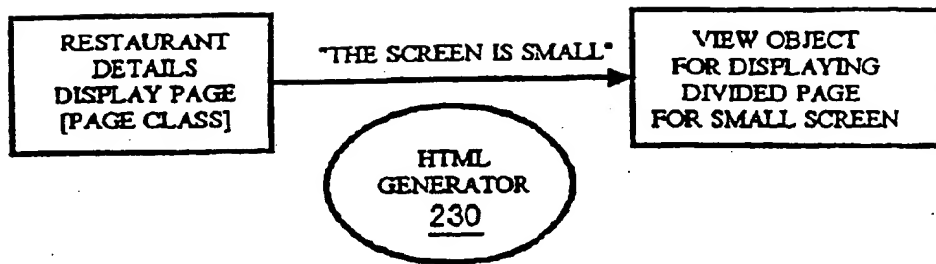 RESTAURANT
DETAILS
DISPLAY PAGE
[PAGE CLASS]
"THE SCREEN IS SMALL"
VIEW OBJECT
FOR DISPLAYING
DIVIDED PAGE
FOR SMALL SCREEN
HTML
GENERATOR
230